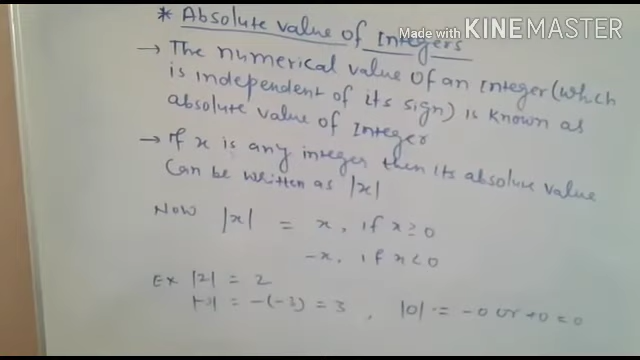 * Absolute value of Integers
Made with KINEMASTER
→ The numerical value of an Integer (which
is independent of its sign) is known as
absolute value of Integer
→ If x is any integer then its absolute value
Can be written as |x|
Now |x| = x, if x ≥ 0
-x, if x < 0
Ex |2| = 2
|-3| = -(-3) = 3 , |0| = -0 or +0 = 0